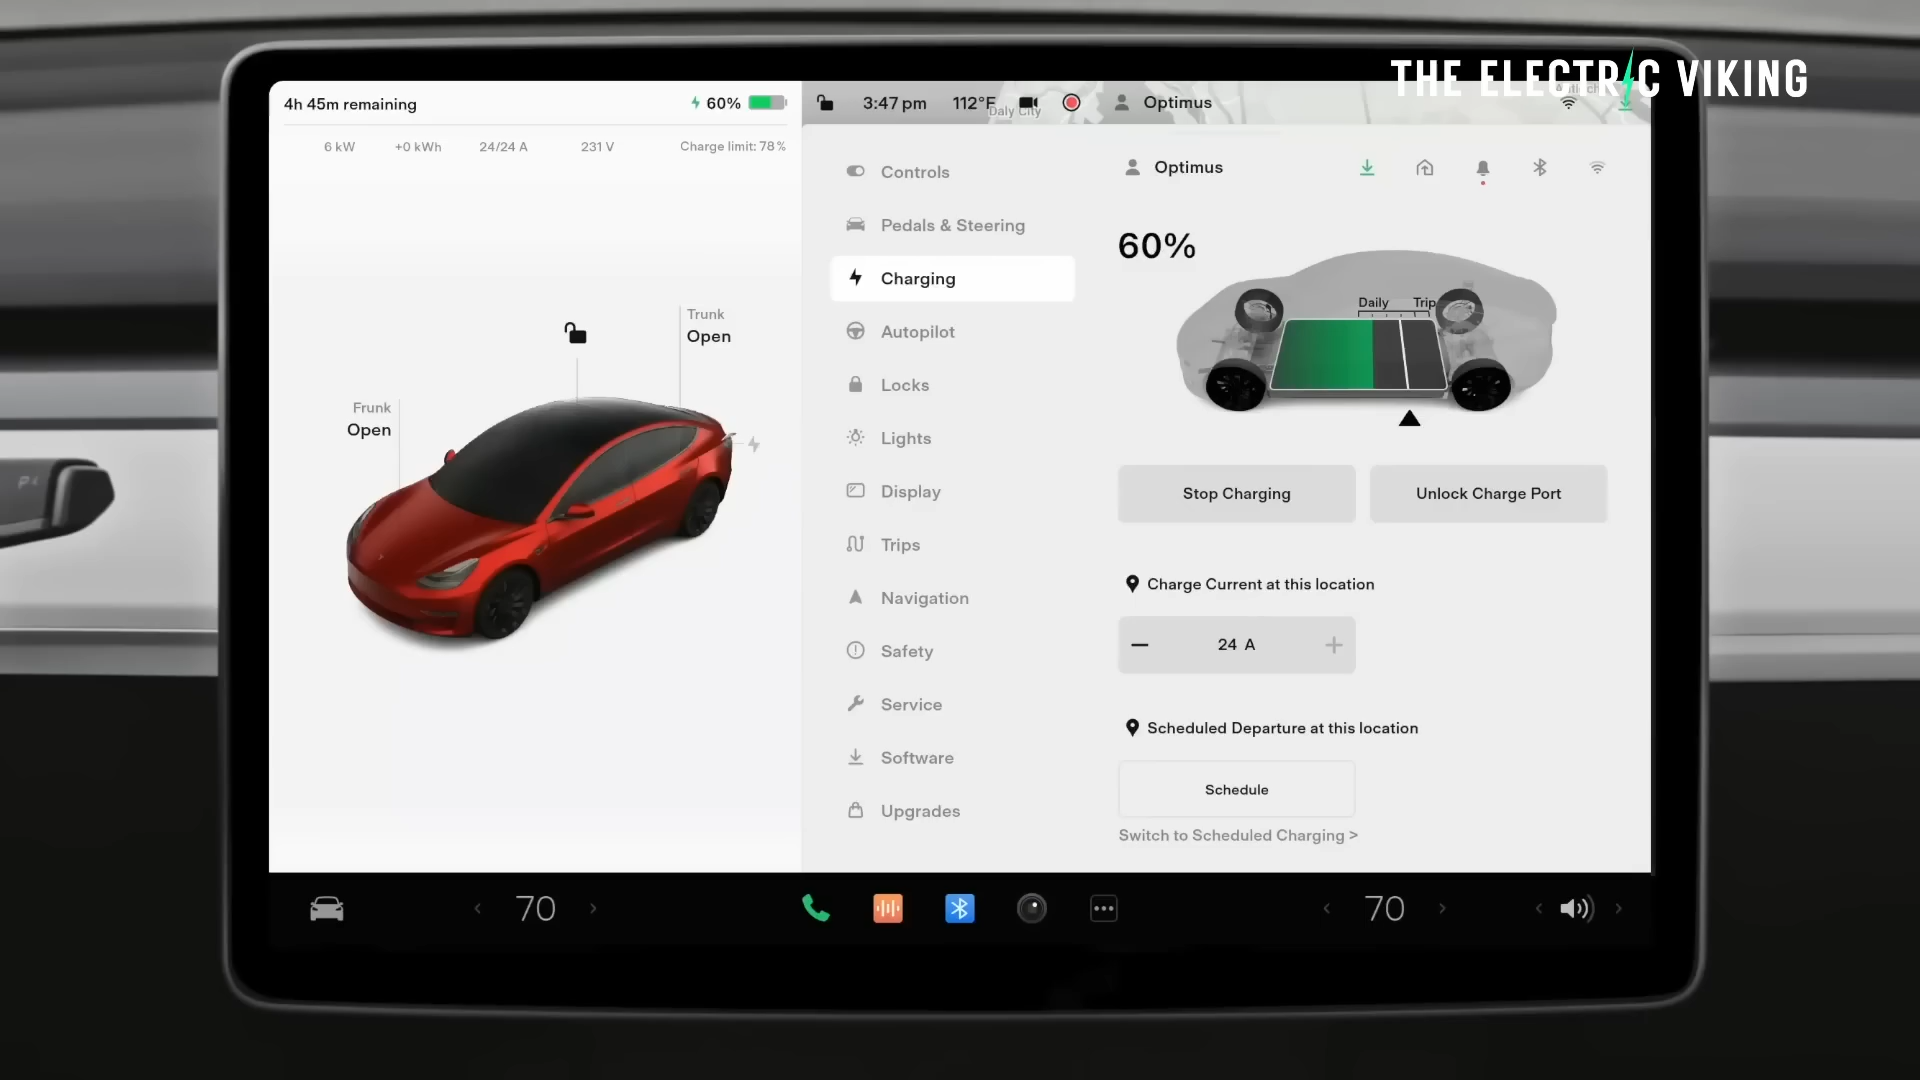 THE ELECTRIC VIKING
4h 45m remaining
60%
6 kW +0 kWh 24/24 A 231 V Charge limit: 78%
Trunk
Open
Frunk
Open
3:47 pm 112°F Optimus
Daly City
Controls
Pedals & Steering
Charging
Autopilot
Locks
Lights
Display
Trips
Navigation
Safety
Service
Software
Upgrades
Optimus
60%
Daily Trip
Stop Charging Unlock Charge Port
Charge Current at this location
24 A
Scheduled Departure at this location
Schedule
Switch to Scheduled Charging >
70 70